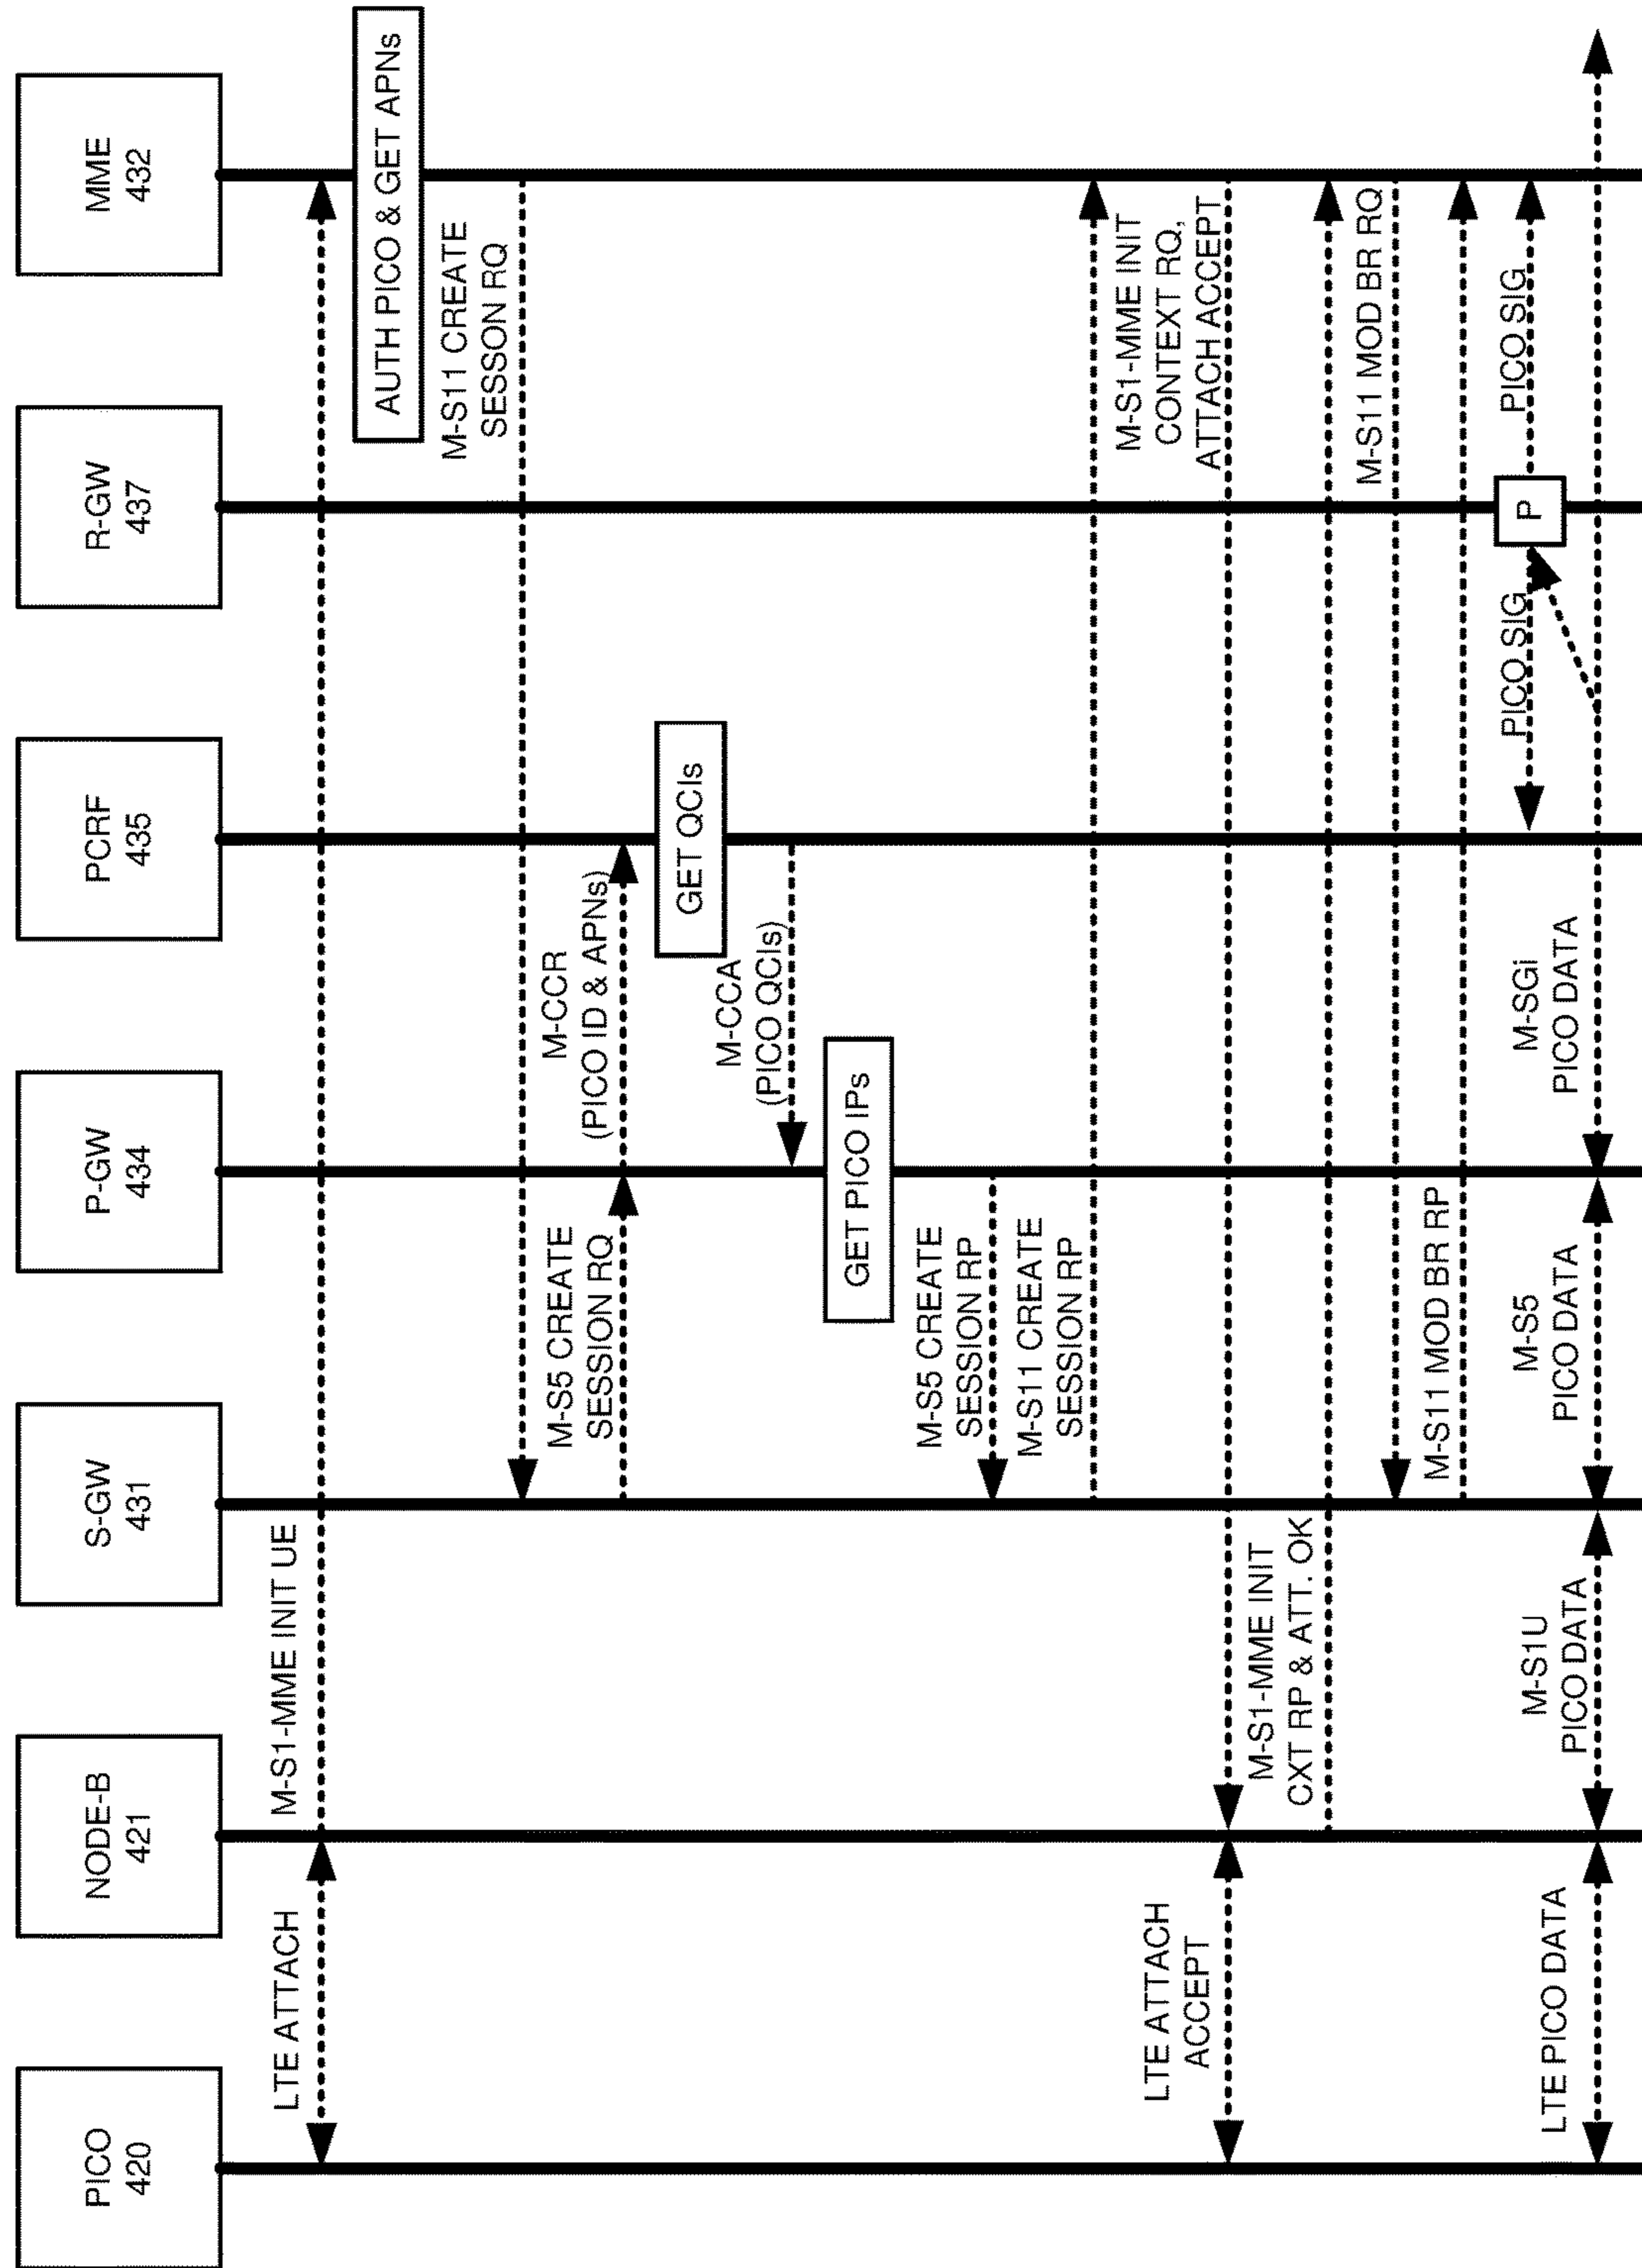 PICO
420
NODE-B
421
S-GW
431
P-GW
434
PCRF
435
R-GW
437
MME
432
LTE ATTACH
M-S1-MME INIT UE
AUTH PICO & GET APNs
M-S11 CREATE
SESSON RQ
M-S5 CREATE
SESSION RQ
M-CCR
(PICO ID & APNs)
GET QCIs
M-CCA
(PICO QCIs)
GET PICO IPs
M-S5 CREATE
SESSION RP
M-S11 CREATE
SESSION RP
M-S1-MME INIT
CONTEXT RQ,
ATTACH ACCEPT
LTE ATTACH
ACCEPT
M-S1-MME INIT
CXT RP & ATT. OK
M-S11 MOD BR RQ
M-S11 MOD BR RP
PICO SIG
P
PICO SIG
LTE PICO DATA
M-S1U
PICO DATA
M-S5
PICO DATA
M-SGi
PICO DATA